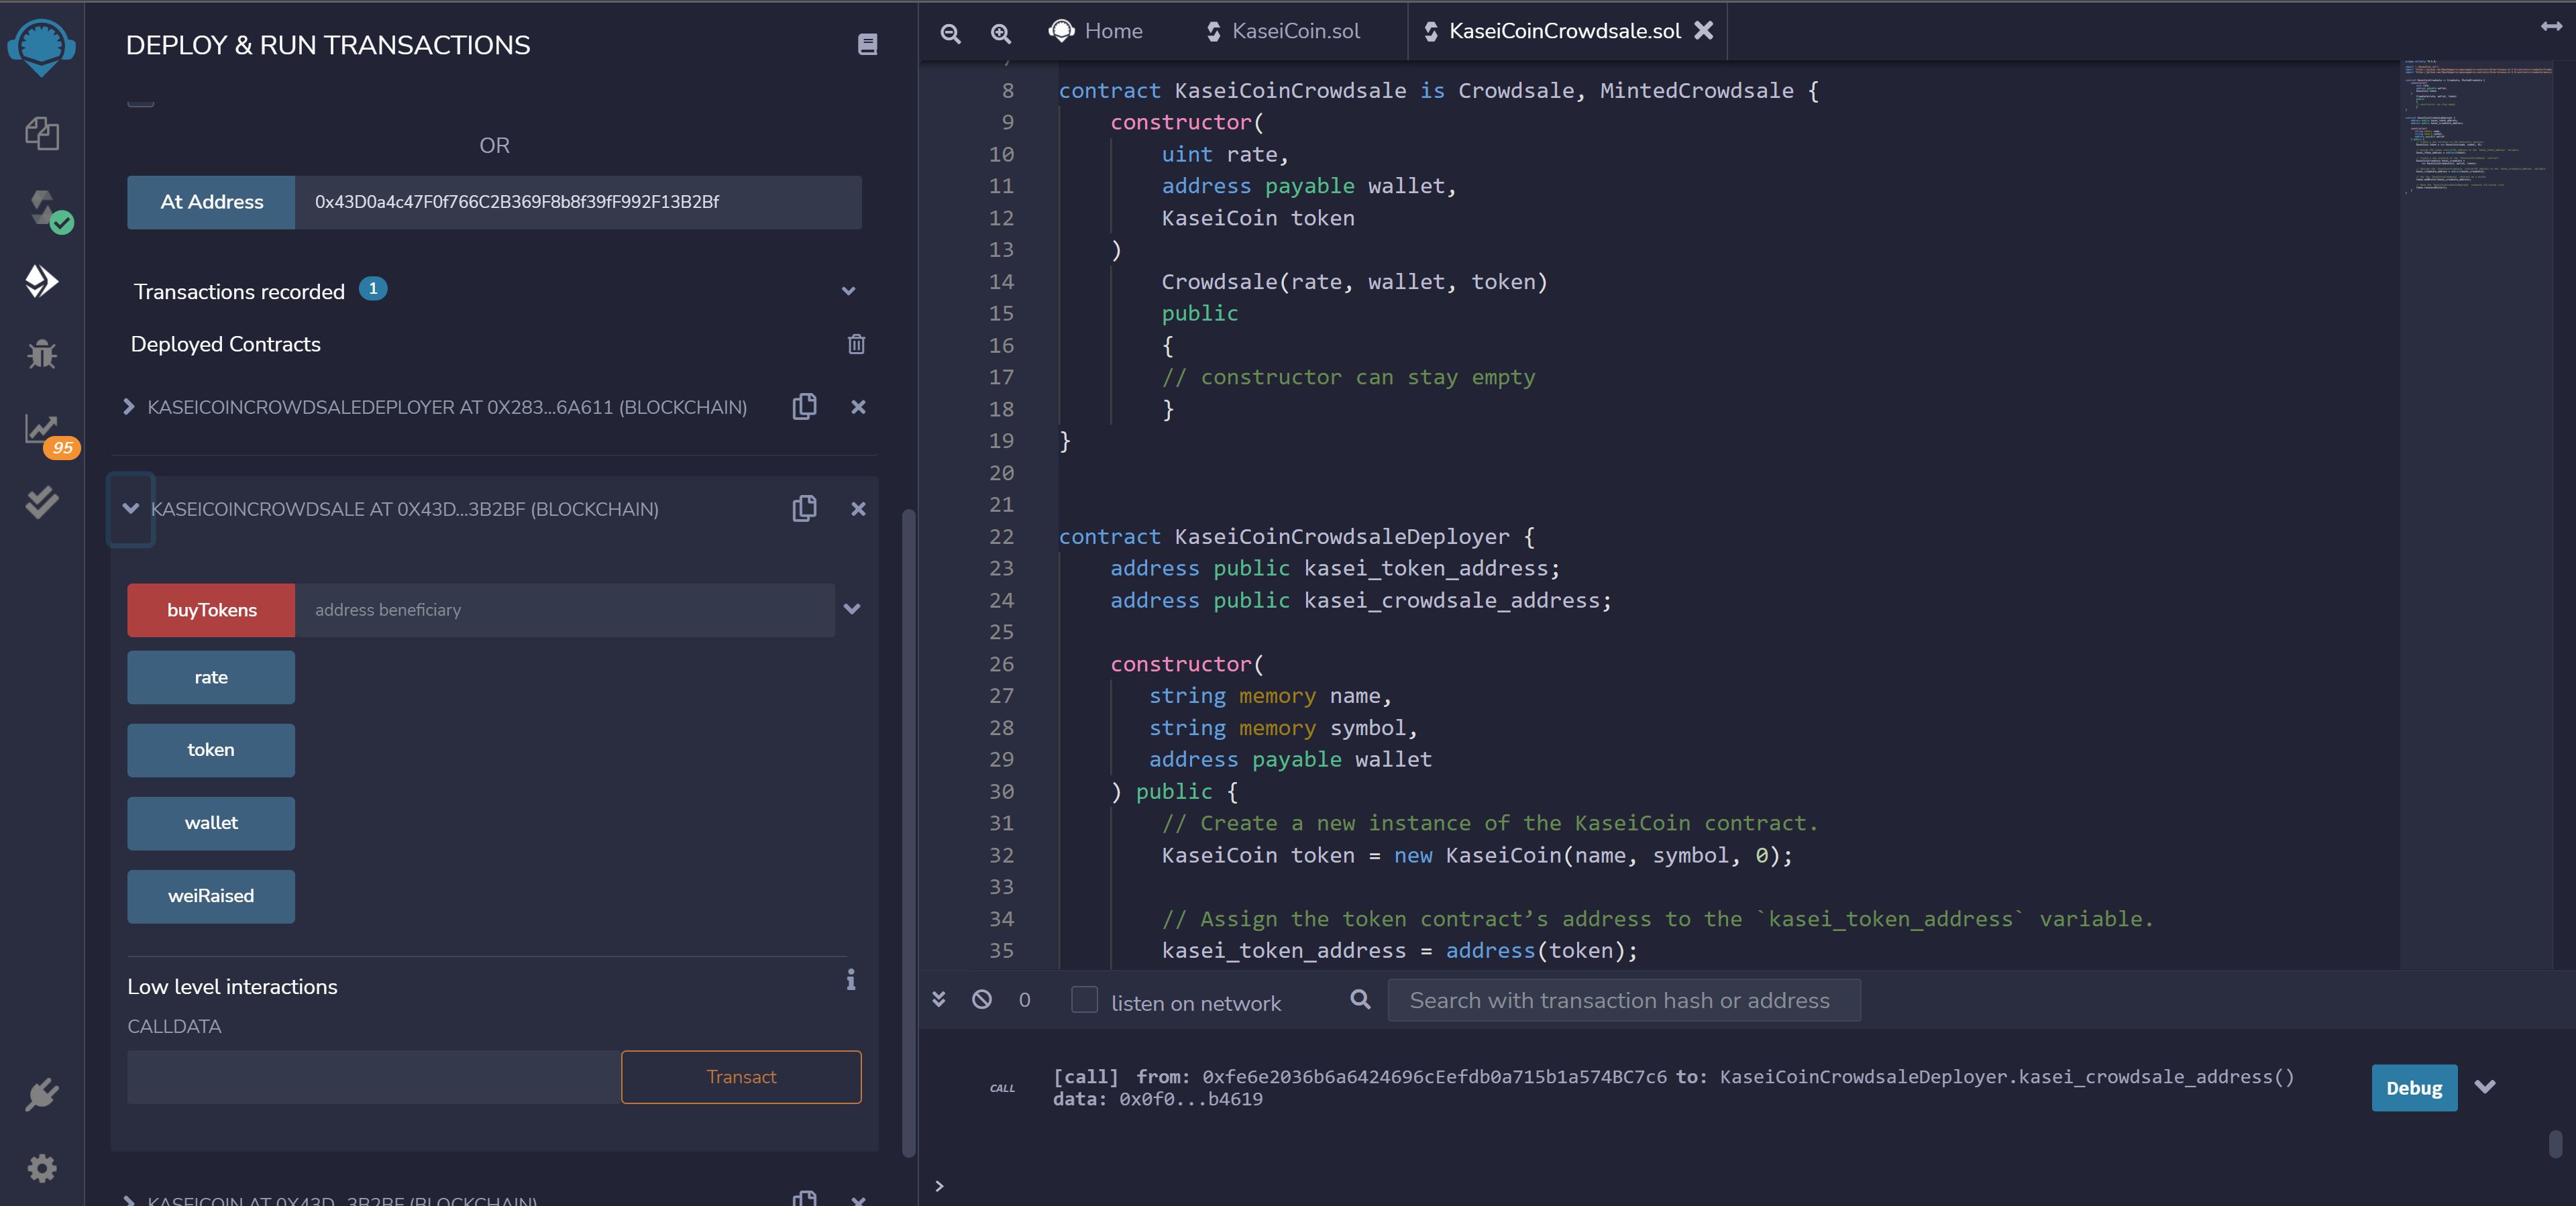 DEPLOY & RUN TRANSACTIONS
OR
At Address 0x43D0a4c47F0f766C2B369F8b8f39fF992F13B2Bf
Transactions recorded 1
Deployed Contracts
KASEICOINCROWDSALEDEPLOYER AT 0X283...6A611 (BLOCKCHAIN)
95
KASEICOINCROWDSALE AT 0X43D...3B2BF (BLOCKCHAIN)
buyTokens address beneficiary
rate
token
wallet
weiRaised
Low level interactions
CALLDATA
Transact
KASEICOIN AT 0X43D...3B2BF (BLOCKCHAIN)
Home KaseiCoin.sol KaseiCoinCrowdsale.sol
8 contract KaseiCoinCrowdsale is Crowdsale, MintedCrowdsale {
9 constructor(
10 uint rate,
11 address payable wallet,
12 KaseiCoin token
13 )
14 Crowdsale(rate, wallet, token)
15 public
16 {
17 // constructor can stay empty
18 }
19 }
20
21
22 contract KaseiCoinCrowdsaleDeployer {
23 address public kasei_token_address;
24 address public kasei_crowdsale_address;
25
26 constructor(
27 string memory name,
28 string memory symbol,
29 address payable wallet
30 ) public {
31 // Create a new instance of the KaseiCoin contract.
32 KaseiCoin token = new KaseiCoin(name, symbol, 0);
33
34 // Assign the token contract’s address to the `kasei_token_address` variable.
35 kasei_token_address = address(token);
0 listen on network Search with transaction hash or address
CALL [call] from: 0xfe6e2036b6a6424696cEefdb0a715b1a574BC7c6 to: KaseiCoinCrowdsaleDeployer.kasei_crowdsale_address()
data: 0x0f0...b4619
Debug
>